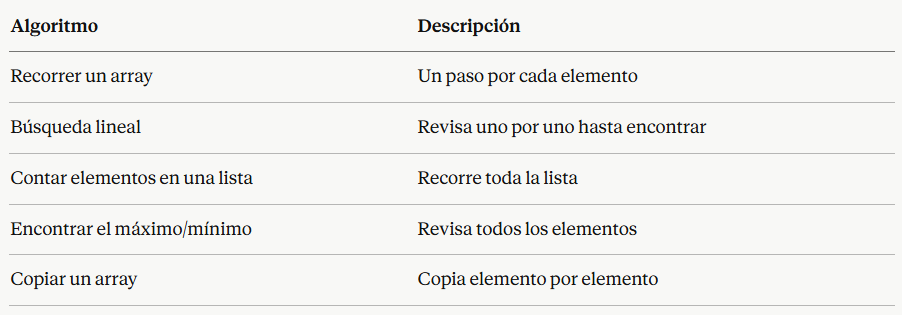 Algoritmo Descripción
Recorrer un array Un paso por cada elemento
Búsqueda lineal Revisa uno por uno hasta encontrar
Contar elementos en una lista Recorre toda la lista
Encontrar el máximo/mínimo Revisa todos los elementos
Copiar un array Copia elemento por elemento